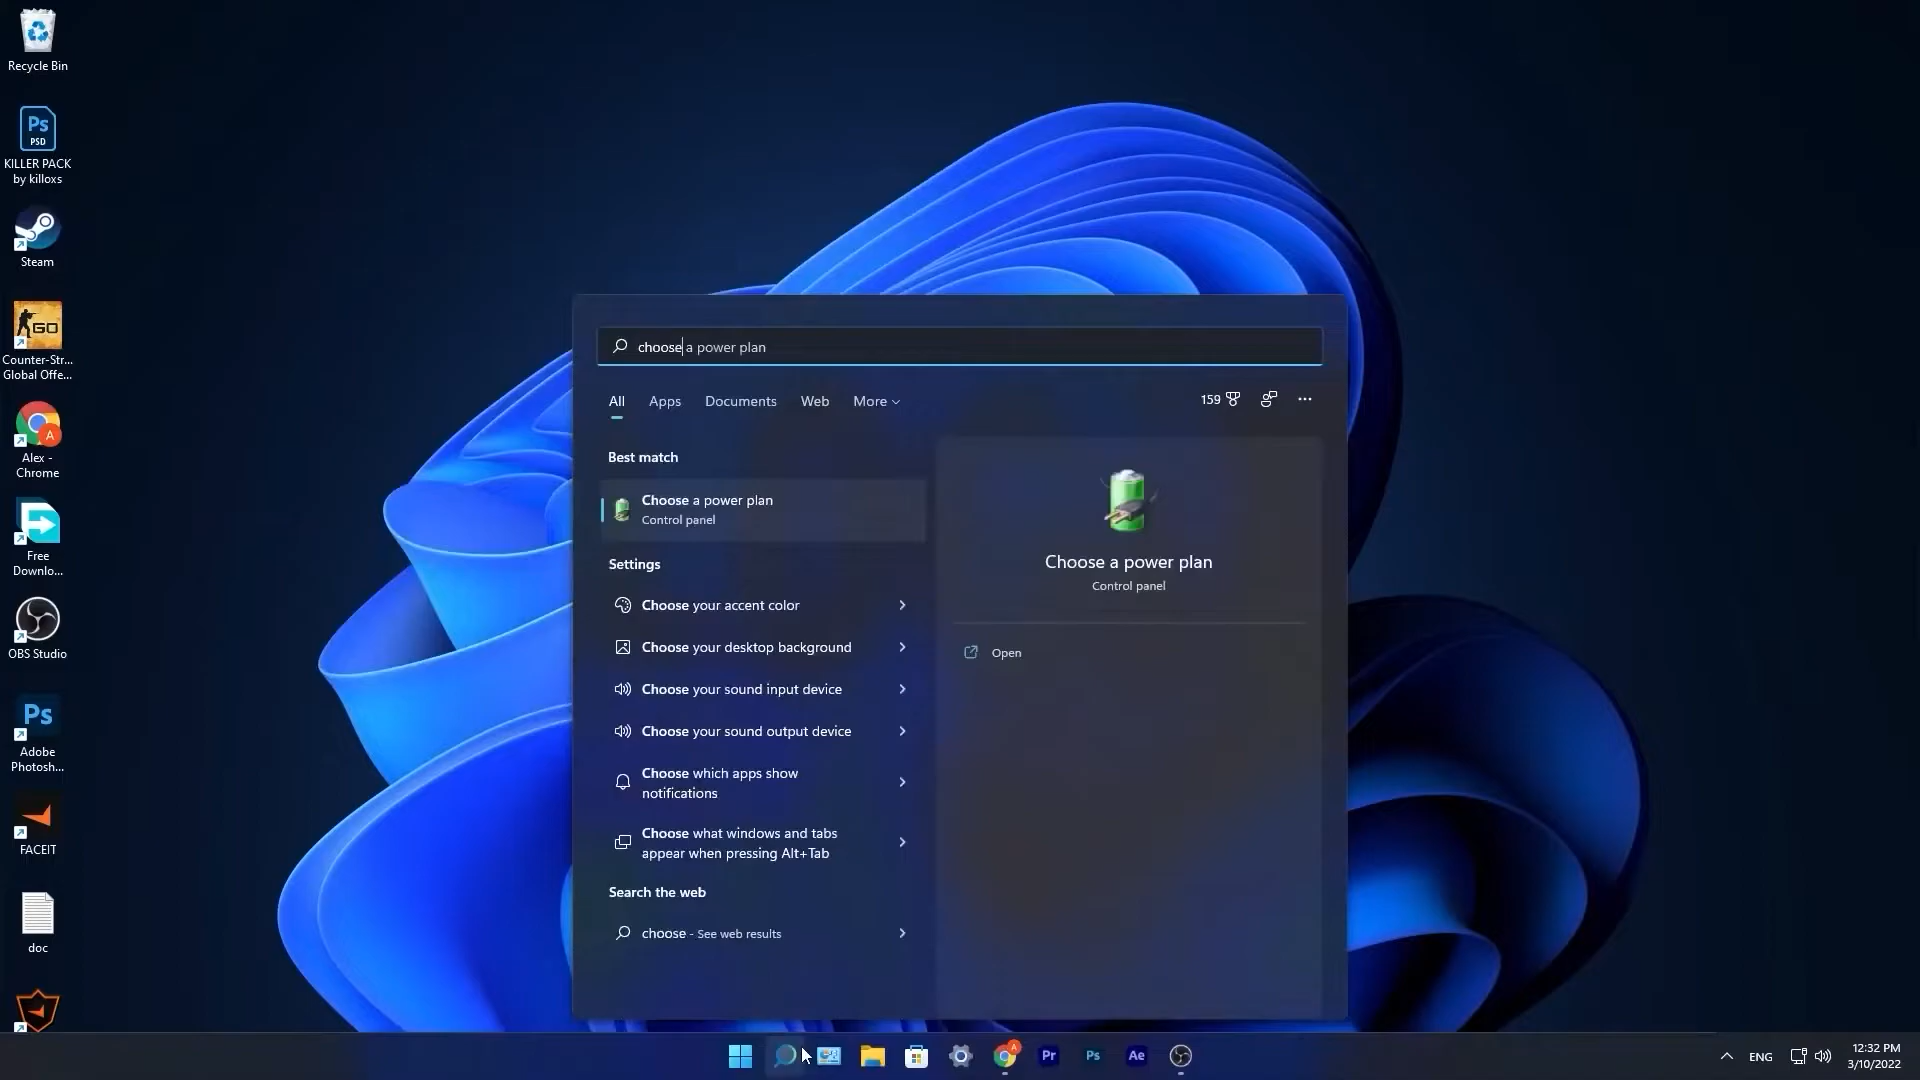 Recycle Bin
Ps
PSD
KILLER PACK
by killoxs
Steam
GO
Counter-Str...
Global Offe...
A
Alex -
Chrome
Free
Downlo...
OBS Studio
Ps
Adobe
Photosh...
FACEIT
doc
choose a power plan
All
Apps
Documents
Web
More
159
Best match
Choose a power plan
Control panel
Settings
Choose your accent color
Choose your desktop background
Choose your sound input device
Choose your sound output device
Choose which apps show
notifications
Choose what windows and tabs
appear when pressing Alt+Tab
Search the web
choose - See web results
Choose a power plan
Control panel
Open
A
Pr
Ps
Ae
ENG
12:32 PM
3/10/2022